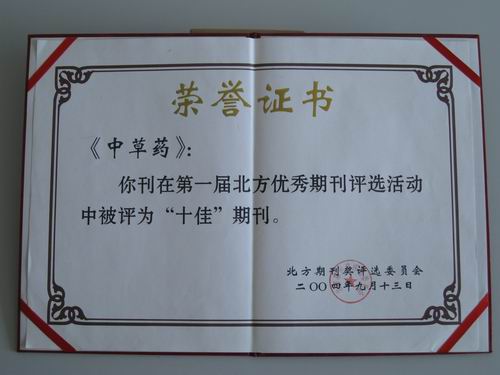 荣誉证书
《中草药》：
你刊在第一届北方优秀期刊评选活动
中被评为“十佳”期刊。
北方期刊奖评选委员会
二〇〇四年九月十三日